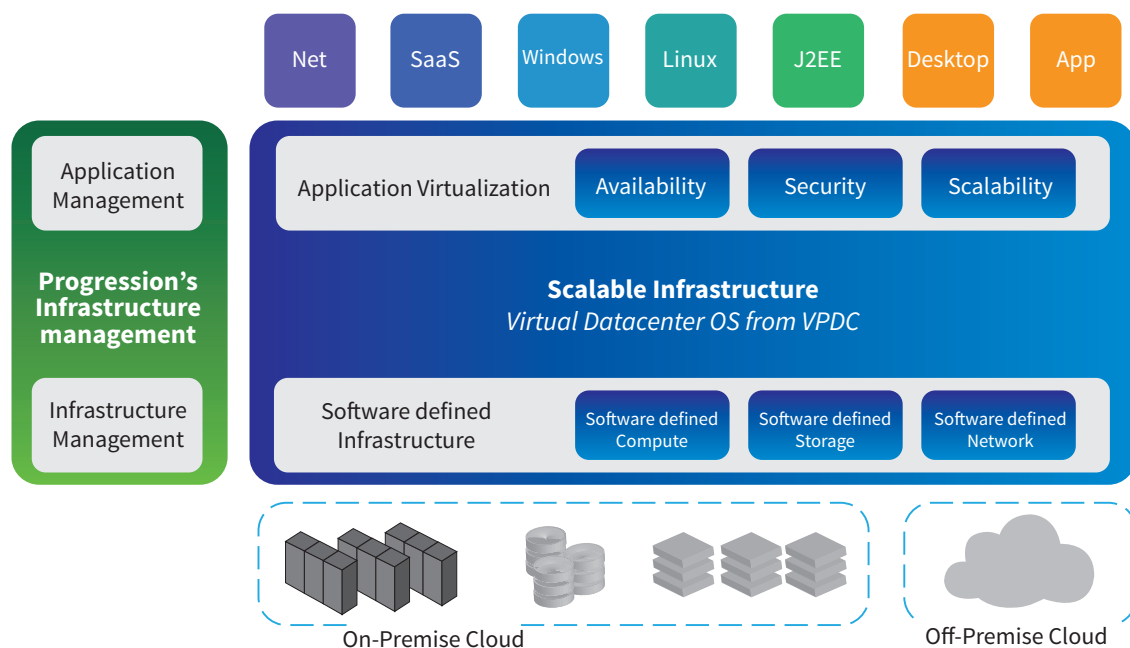 Net
SaaS
Windows
Linux
J2EE
Desktop
App
Application
Management
Progression's
Infrastructure
management
Infrastructure
Management
Application Virtualization
Availability
Security
Scalability
Scalable Infrastructure
Virtual Datacenter OS from VPDC
Software defined
Infrastructure
Software defined
Compute
Software defined
Storage
Software defined
Network
On-Premise Cloud
Off-Premise Cloud